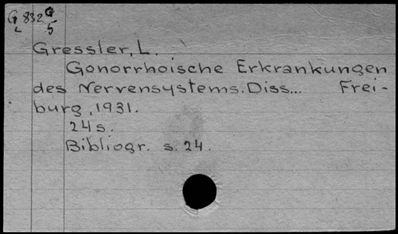 G 832 G
L 5
Gressler, L.
Gonorrhoische Erkrankungen
des Nervensystems. Diss... Frei-
burg, 1931.
24 s.
Bibliogr. s. 24.